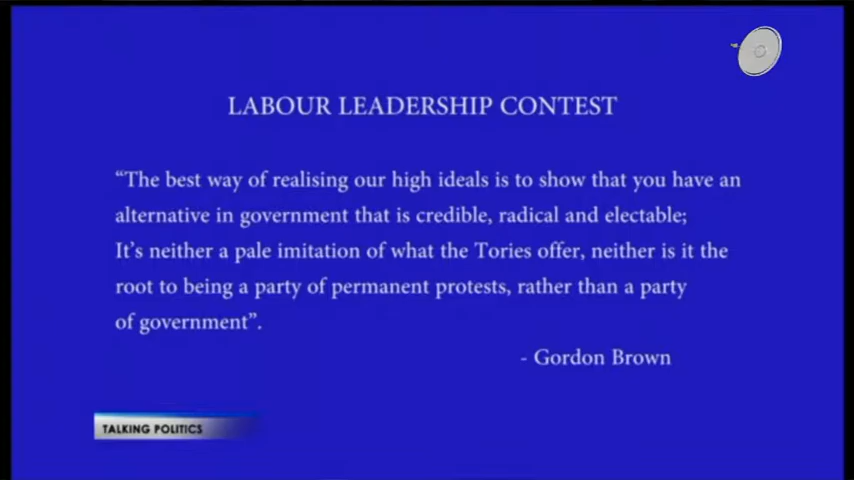 LABOUR LEADERSHIP CONTEST
“The best way of realising our high ideals is to show that you have an
alternative in government that is credible, radical and electable;
It’s neither a pale imitation of what the Tories offer, neither is it the
root to being a party of permanent protests, rather than a party
of government”.
- Gordon Brown
TALKING POLITICS